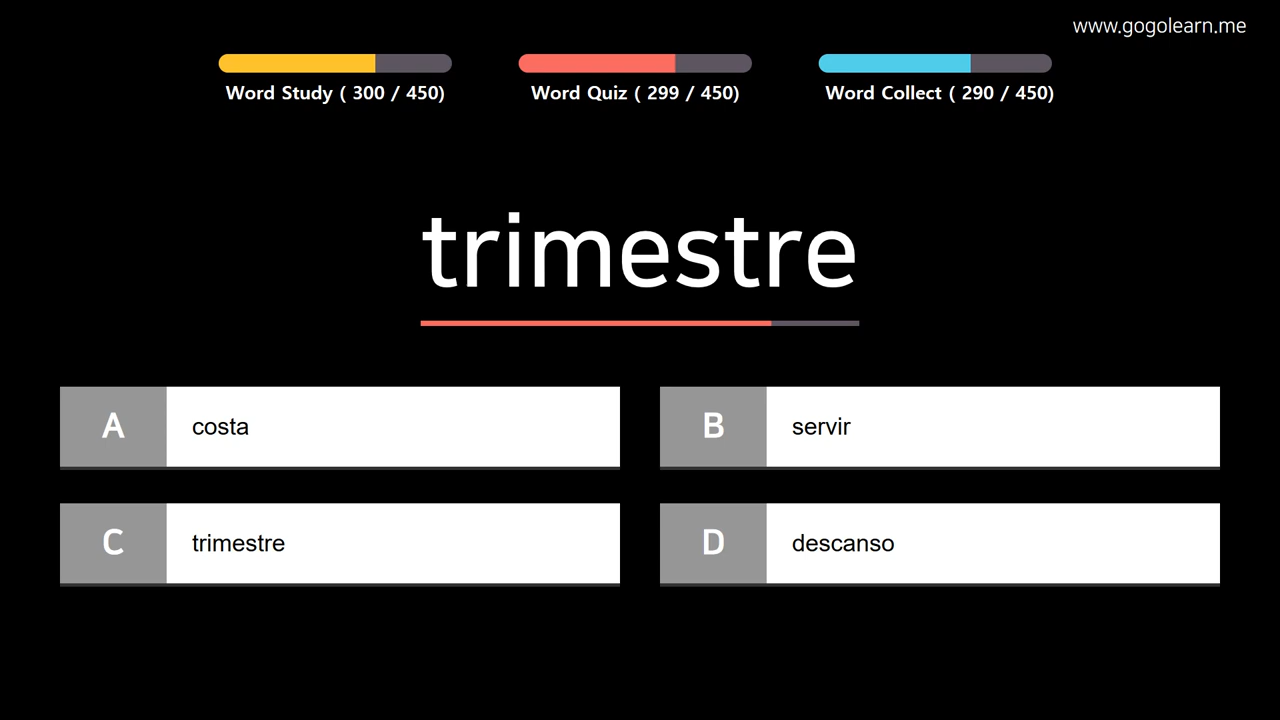 www.gogolearn.me
Word Study ( 300 / 450)
Word Quiz ( 299 / 450)
Word Collect ( 290 / 450)
trimestre
A costa
B servir
C trimestre
D descanso